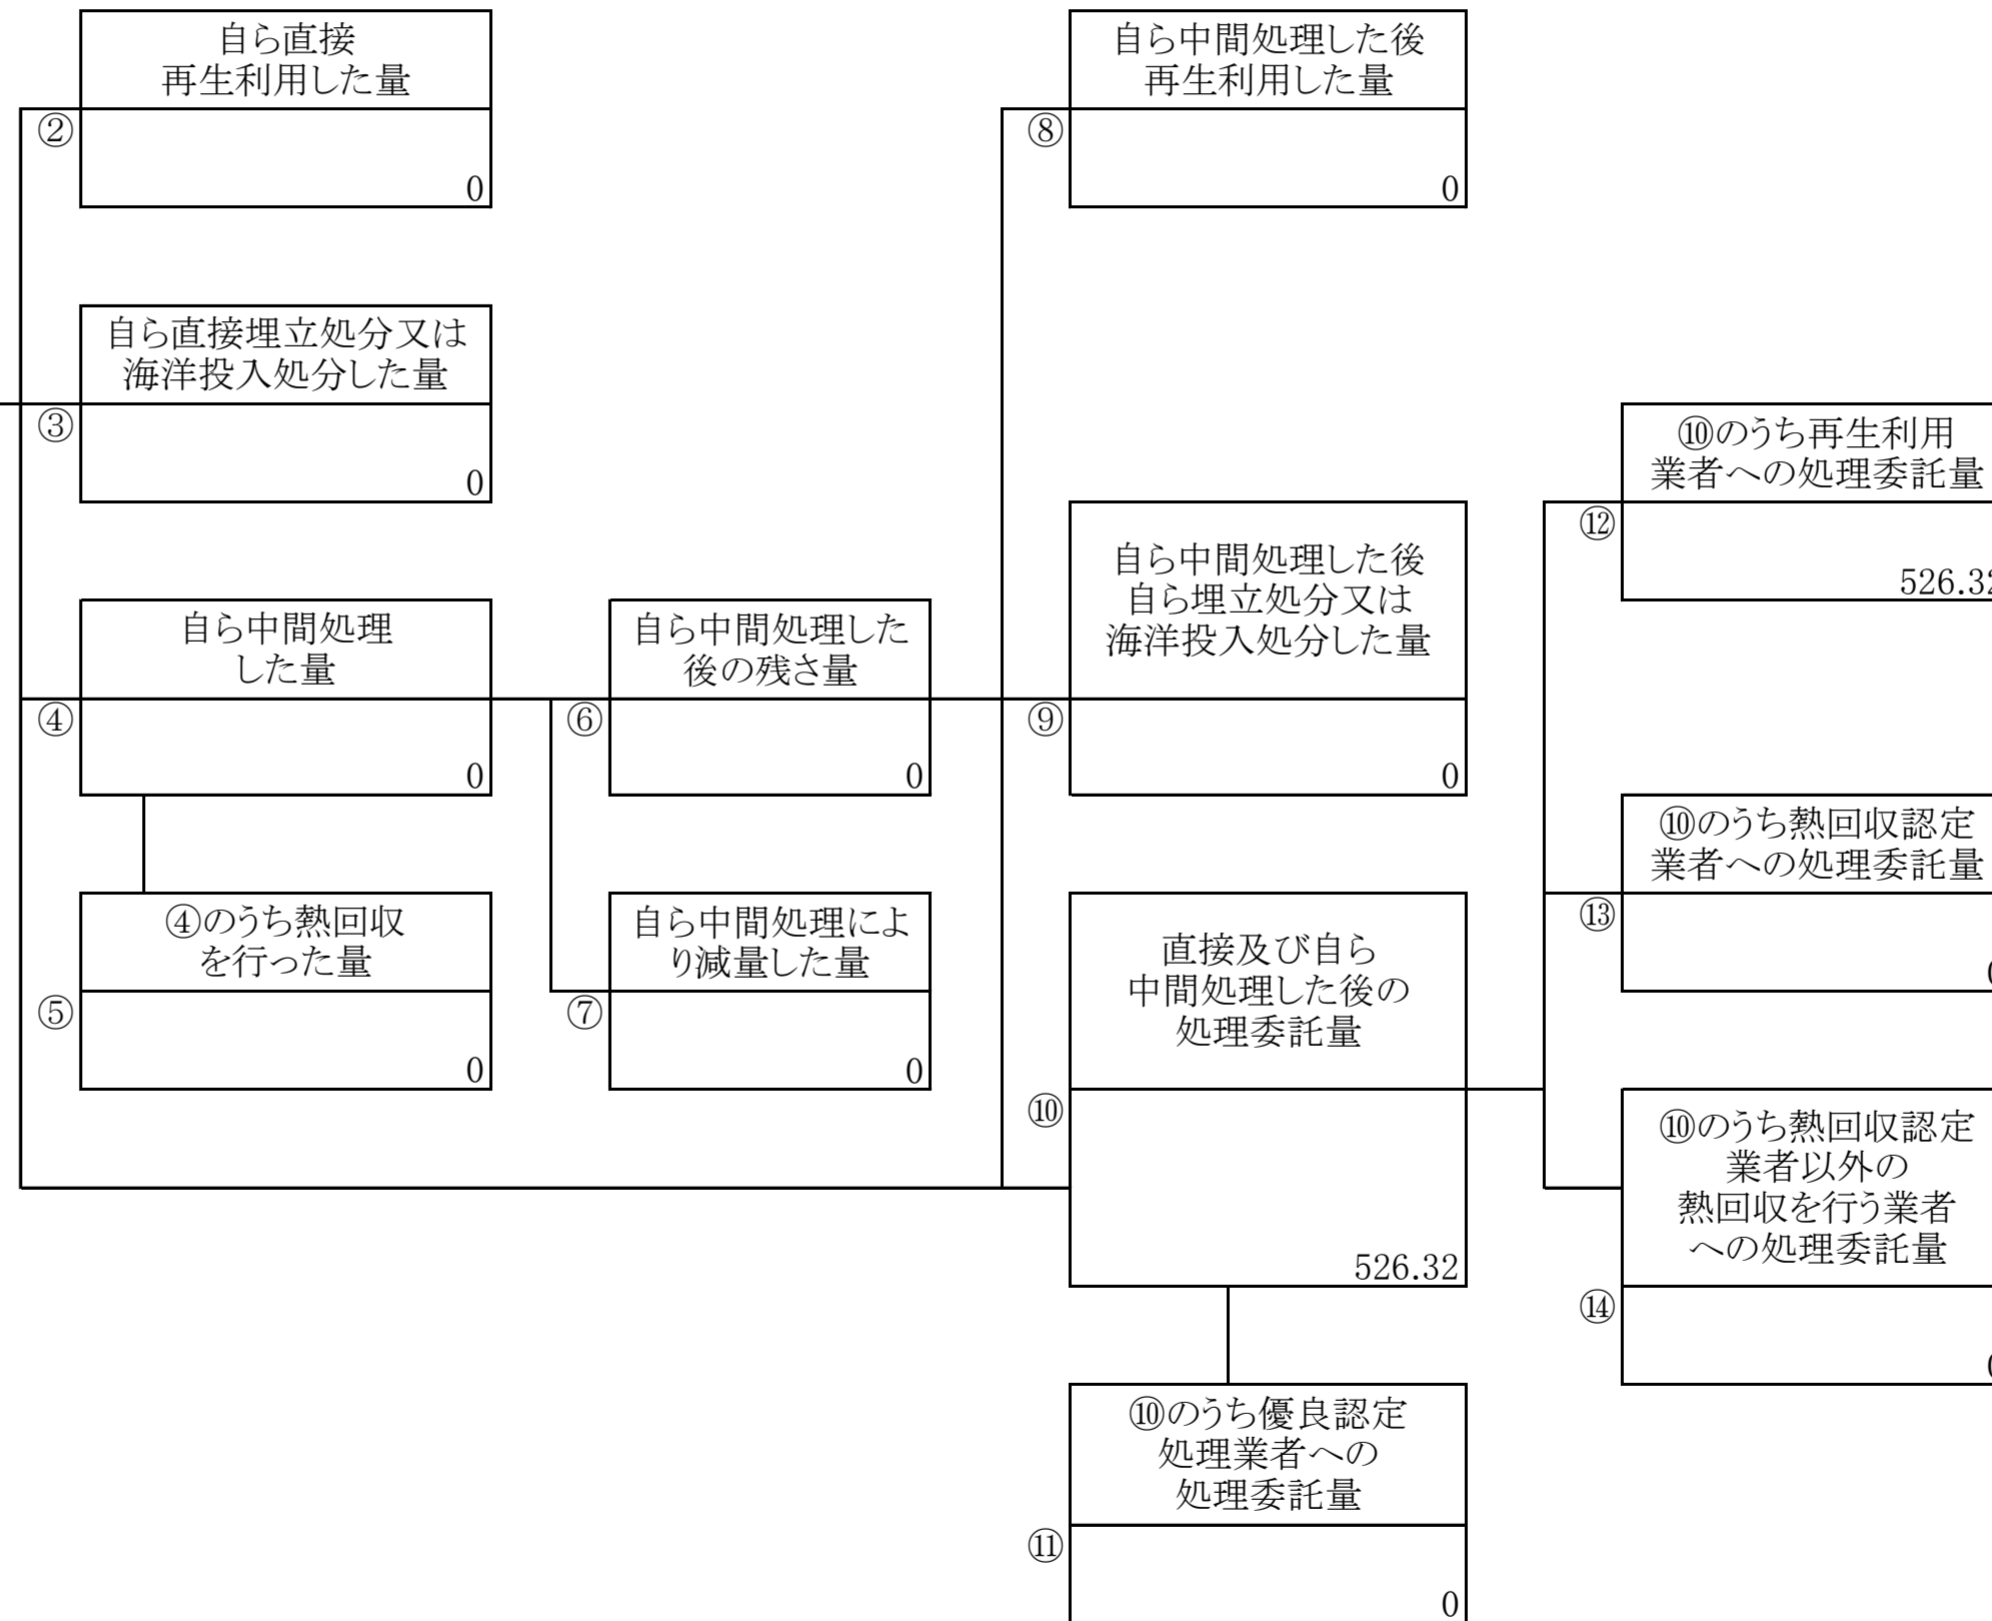 自ら直接
再生利用した量
②
0
自ら直接埋立処分又は
海洋投入処分した量
③
0
自ら中間処理
した量
④
0
④のうち熱回収
を行った量
⑤
0
自ら中間処理した
後の残さ量
⑥
0
自ら中間処理によ
り減量した量
⑦
0
自ら中間処理した後
再生利用した量
⑧
0
自ら中間処理した後
自ら埋立処分又は
海洋投入処分した量
⑨
0
直接及び自ら
中間処理した後の
処理委託量
⑩
526.32
⑩のうち優良認定
処理業者への
処理委託量
⑪
0
⑩のうち再生利用
業者への処理委託量
⑫
526.32
⑩のうち熱回収認定
業者への処理委託量
⑬
⑩のうち熱回収認定
業者以外の
熱回収を行う業者
への処理委託量
⑭